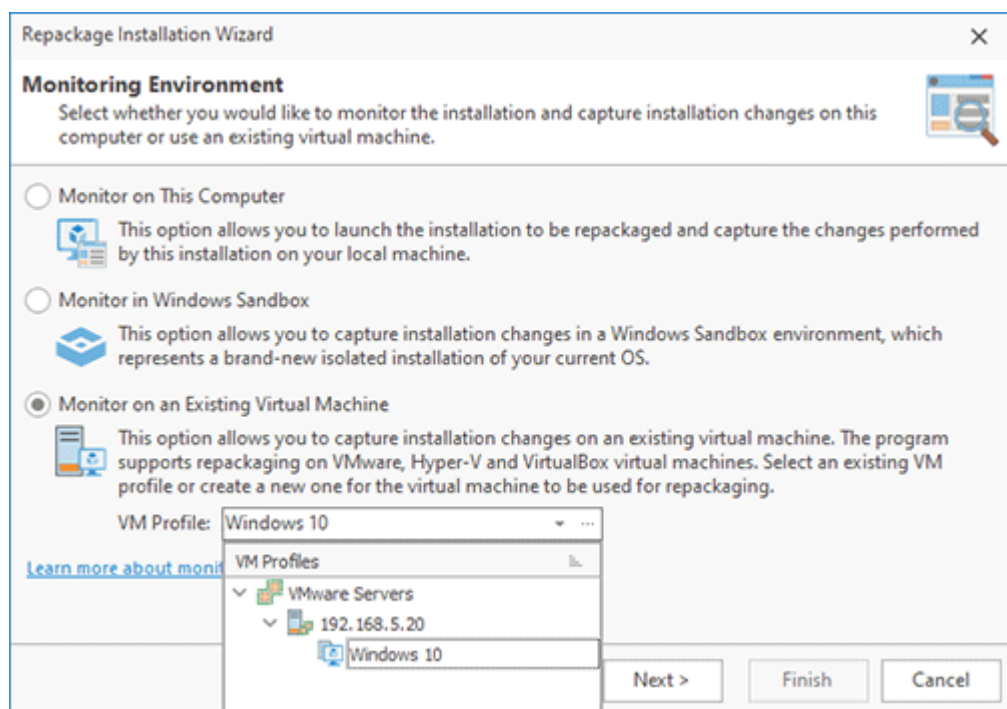 Repackage Installation Wizard
Monitoring Environment
Select whether you would like to monitor the installation and capture installation changes on this
computer or use an existing virtual machine.
Monitor on This Computer
This option allows you to launch the installation to be repackaged and capture the changes performed
by this installation on your local machine.
Monitor in Windows Sandbox
This option allows you to capture installation changes in a Windows Sandbox environment, which
represents a brand-new isolated installation of your current OS.
Monitor on an Existing Virtual Machine
This option allows you to capture installation changes on an existing virtual machine. The program
supports repackaging on VMware, Hyper-V and VirtualBox virtual machines. Select an existing VM
profile or create a new one for the virtual machine to be used for repackaging.
VM Profile: Windows 10 ...
Learn more about monit
VM Profiles
VMware Servers
192.168.5.20
Windows 10
Next >
Finish
Cancel